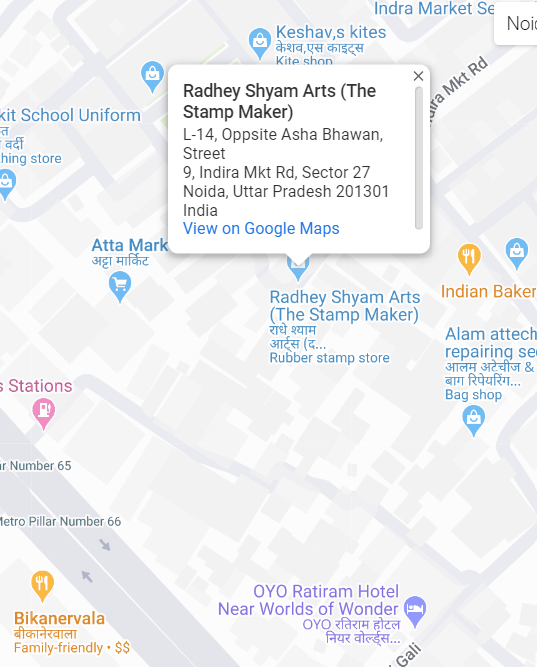 Indra Market Se
Noid
Keshav,s kites
केशव,एस काइट्स
Kite shop
Indira Mkt Rd
kit School Uniform
वर्दी
thing store
Radhey Shyam Arts (The
Stamp Maker)
L-14, Oppsite Asha Bhawan,
Street
9, Indira Mkt Rd, Sector 27
Noida, Uttar Pradesh 201301
India
View on Google Maps
Atta Mark
अट्टा मार्किट
Radhey Shyam Arts
(The Stamp Maker)
राधे श्याम
आर्ट्स (द...
Rubber stamp store
Indian Baker
Alam attech
repairing se
आलम अटेचीज &
बाग रिपेयरिंग...
Bag shop
s Stations
ar Number 65
Metro Pillar Number 66
Bikanervala
बीकानेरवाला
Family-friendly • $$
OYO Ratiram Hotel
Near Worlds of Wonder
OYO रतिराम होटल
नियर वोर्ल्ड्स...
Gali